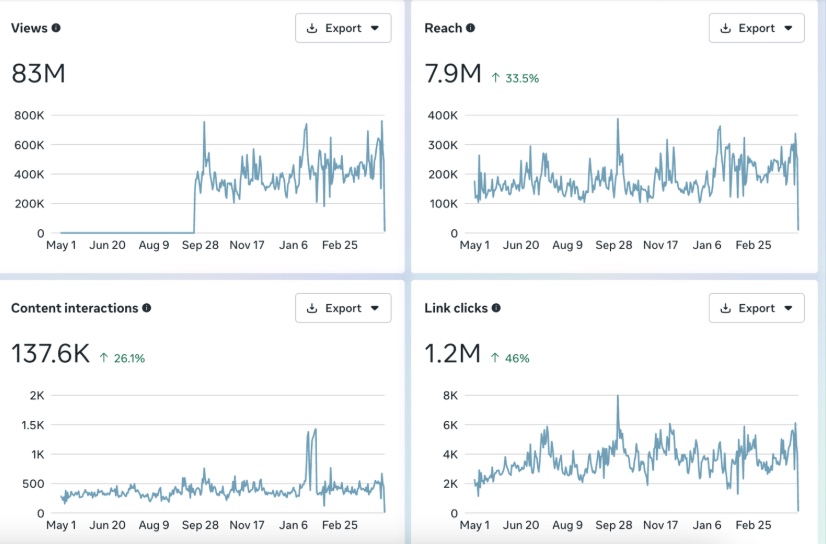 Views
Export
83M
800K
600K
400K
200K
0
May 1 Jun 20 Aug 9 Sep 28 Nov 17 Jan 6 Feb 25
Reach
Export
7.9M ↑ 33.5%
400K
300K
200K
100K
0
May 1 Jun 20 Aug 9 Sep 28 Nov 17 Jan 6 Feb 25
Content interactions
Export
137.6K ↑ 26.1%
2K
1.5K
1K
500
0
May 1 Jun 20 Aug 9 Sep 28 Nov 17 Jan 6 Feb 25
Link clicks
Export
1.2M ↑ 46%
8K
6K
4K
2K
0
May 1 Jun 20 Aug 9 Sep 28 Nov 17 Jan 6 Feb 25